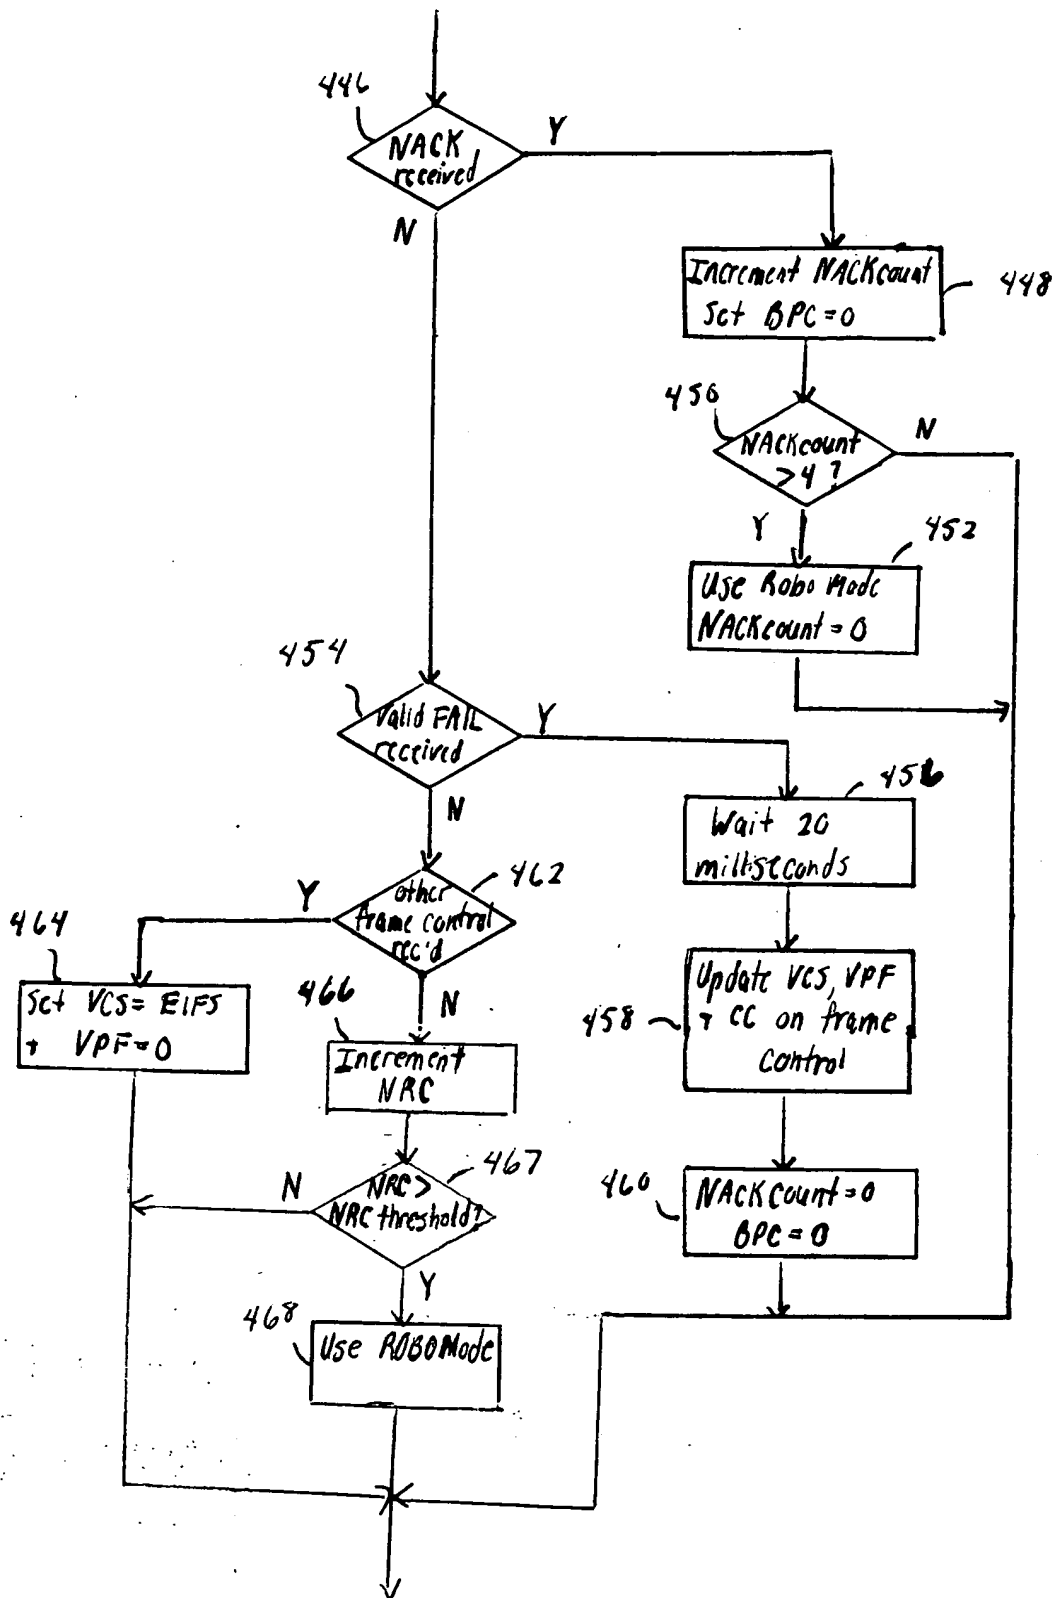 446
NACK
received
Y
N
Increment NACKcount
Set BPC=0
448
450
NACKcount
>4?
N
Y
452
Use Robo Mode
NACKcount=0
454
Valid FAIL
received
Y
N
456
Wait 20
milliseconds
462
other
frame control
rec'd
Y
N
464
Set VCS= EIFS
+ VPF=0
466
Increment
NRC
458
Update VCS, VPF
+ CC on frame
control
467
NRC >
NRC threshold?
N
Y
460
NACKCount=0
BPC=0
468
Use ROBOMode